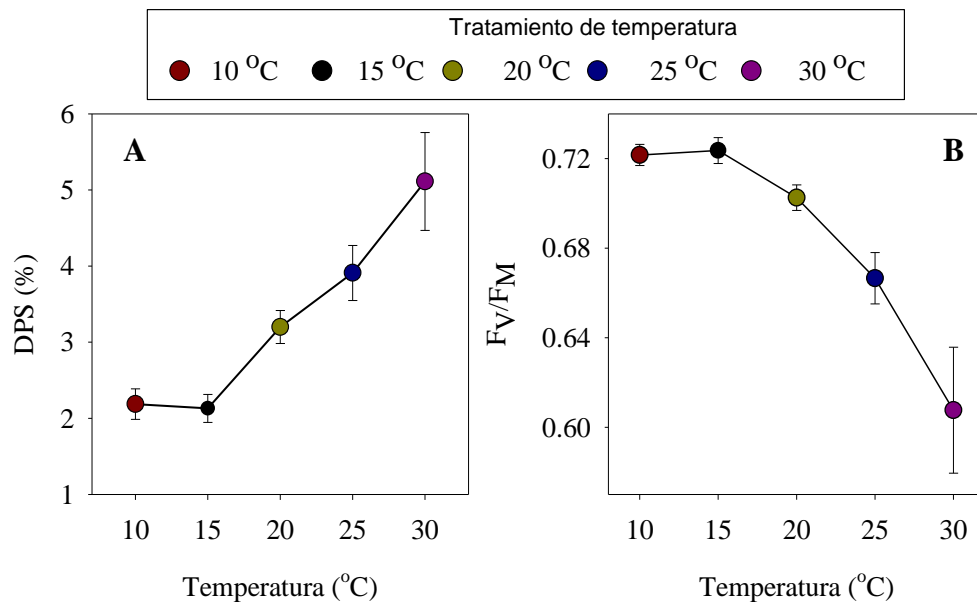 Tratamiento de temperatura
10 °C 15 °C 20 °C 25 °C 30 °C
A
6
5
4
3
2
1
DPS (%)
10 15 20 25 30
Temperatura (°C)
B
0.72
0.68
0.64
0.60
FV/FM
10 15 20 25 30
Temperatura (°C)